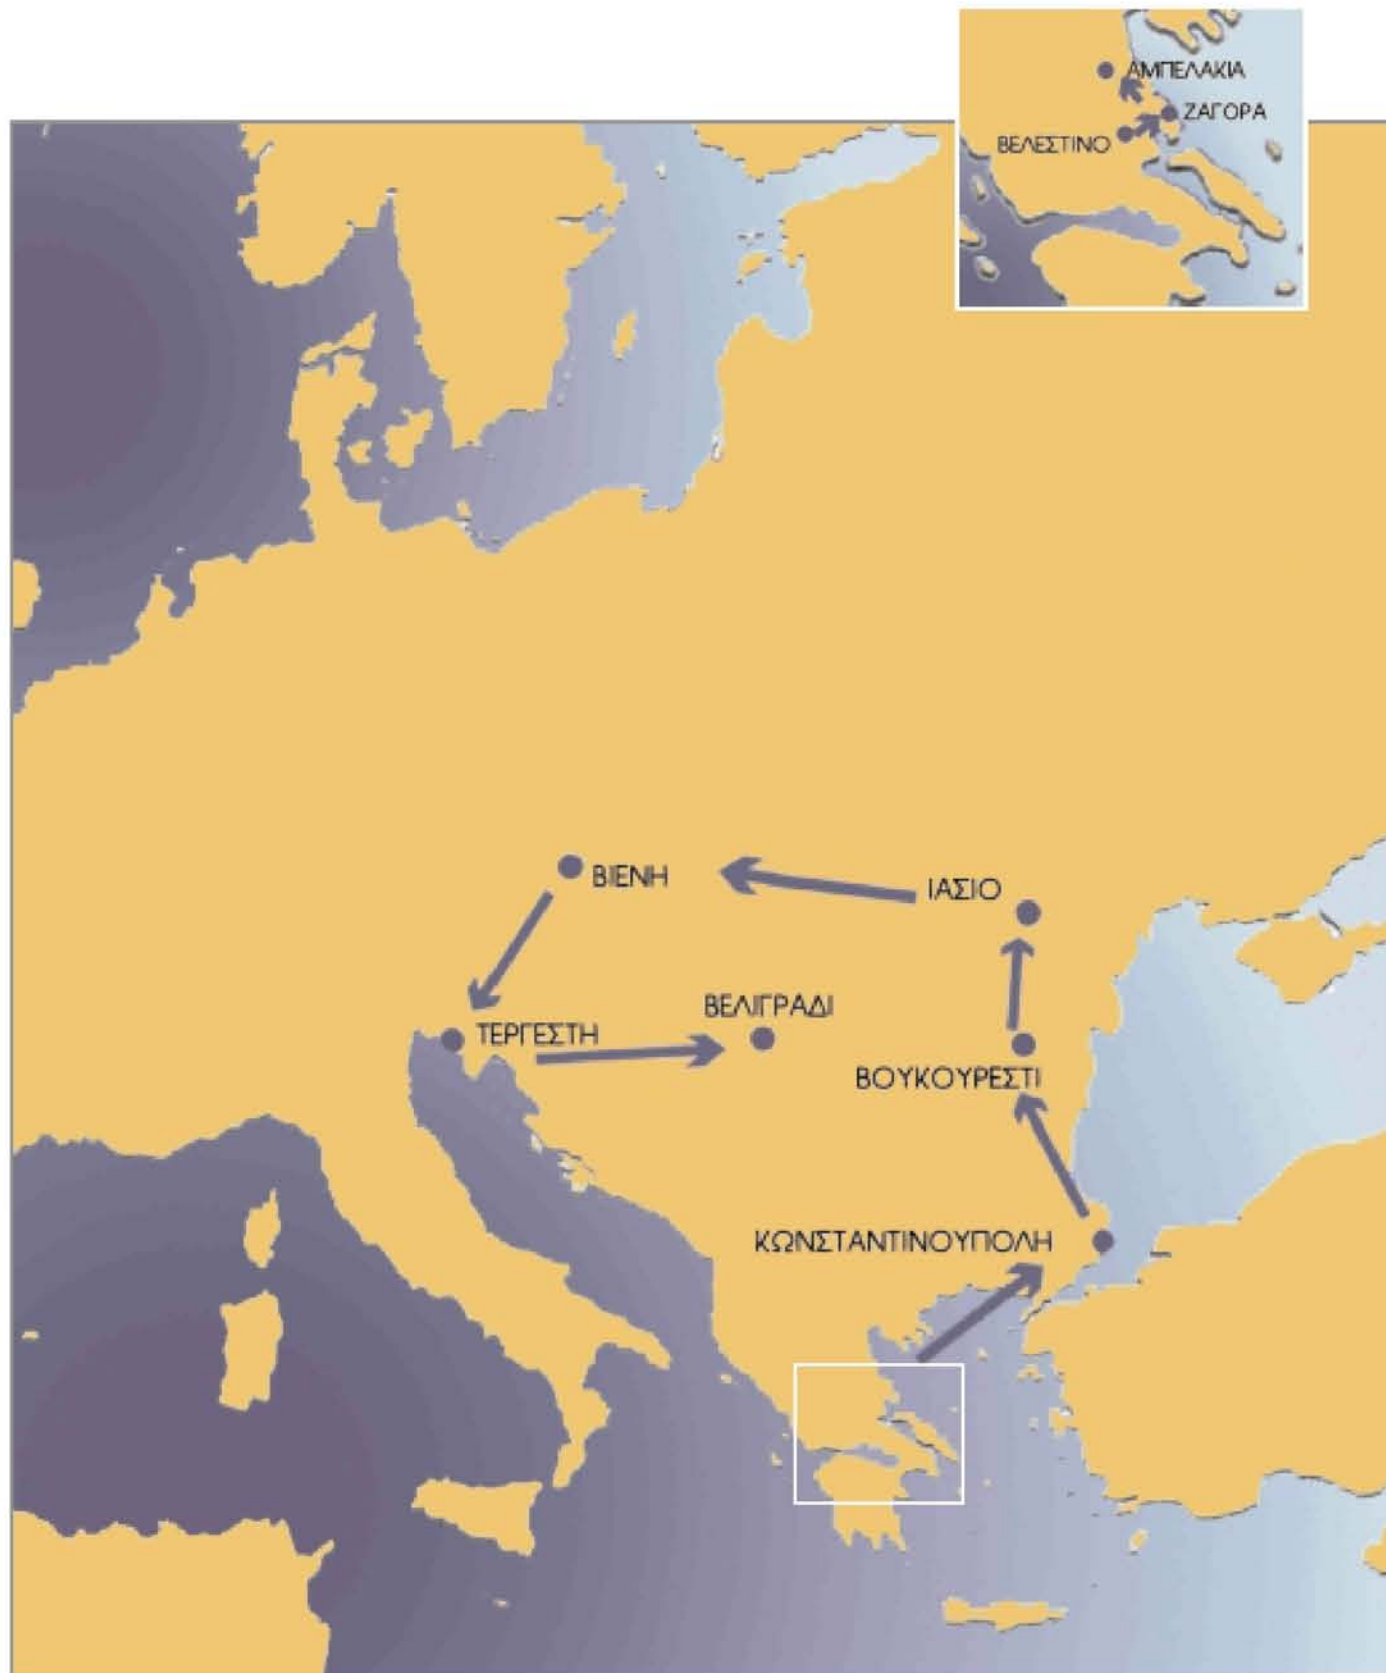 ΑΜΠΕΛΑΚΙΑ
ΖΑΓΟΡΑ
ΒΕΛΕΣΤΙΝΟ
ΒΙΕΝΗ
ΙΑΣΙΟ
ΒΕΛΙΓΡΑΔΙ
ΤΕΡΓΕΣΤΗ
ΒΟΥΚΟΥΡΕΣΤΙ
ΚΩΝΣΤΑΝΤΙΝΟΥΠΟΛΗ